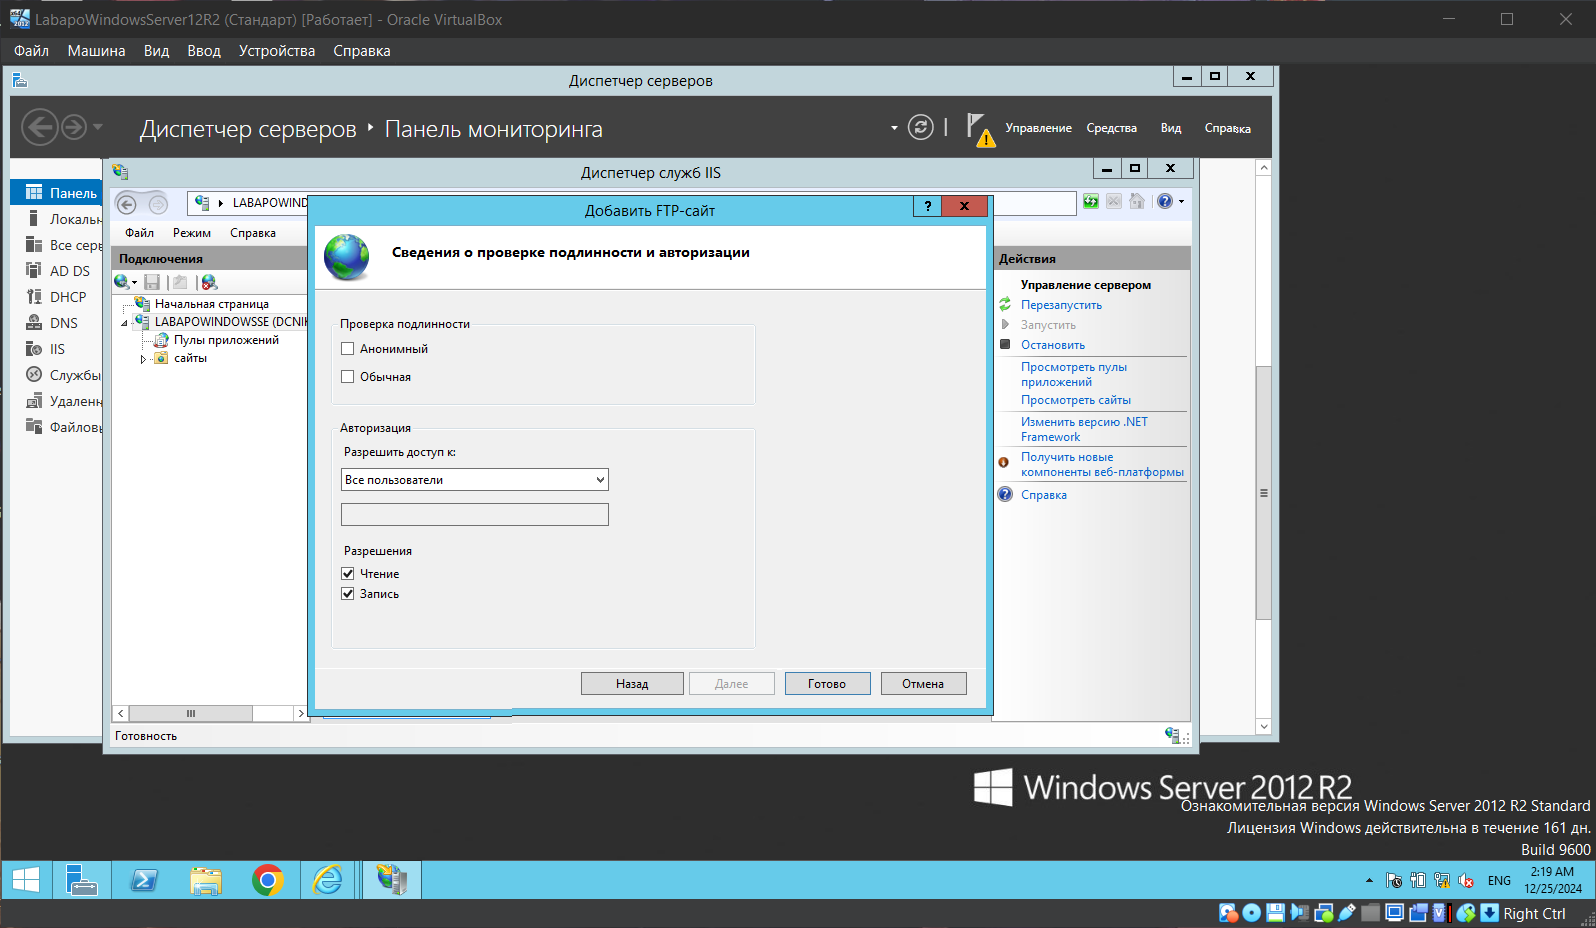 LabapoWindowsServer12R2 (Стандарт) [Работает] - Oracle VirtualBox
Файл Машина Вид Ввод Устройства Справка
Диспетчер серверов
Диспетчер серверов Панель мониторинга
Управление Средства Вид Справка
Панель
Локальн
Все серв
AD DS
DHCP
DNS
IIS
Службы
Удаленн
Файловы
Диспетчер служб IIS
LABAPOWIND
Файл Режим Справка
Подключения
Начальная страница
LABAPOWINDOWSSE (DCNIK
Пулы приложений
сайты
Готовность
Добавить FTP-сайт
Сведения о проверке подлинности и авторизации
Проверка подлинности
Анонимный
Обычная
Авторизация
Разрешить доступ к:
Все пользователи
Разрешения
Чтение
Запись
Назад Далее Готово Отмена
Действия
Управление сервером
Перезапустить
Запустить
Остановить
Просмотреть пулы
приложений
Просмотреть сайты
Изменить версию .NET
Framework
Получить новые
компоненты веб-платформы
Справка
Windows Server 2012 R2
Ознакомительная версия Windows Server 2012 R2 Standard
Лицензия Windows действительна в течение 161 дн.
Build 9600
ENG
2:19 AM
12/25/2024
Right Ctrl